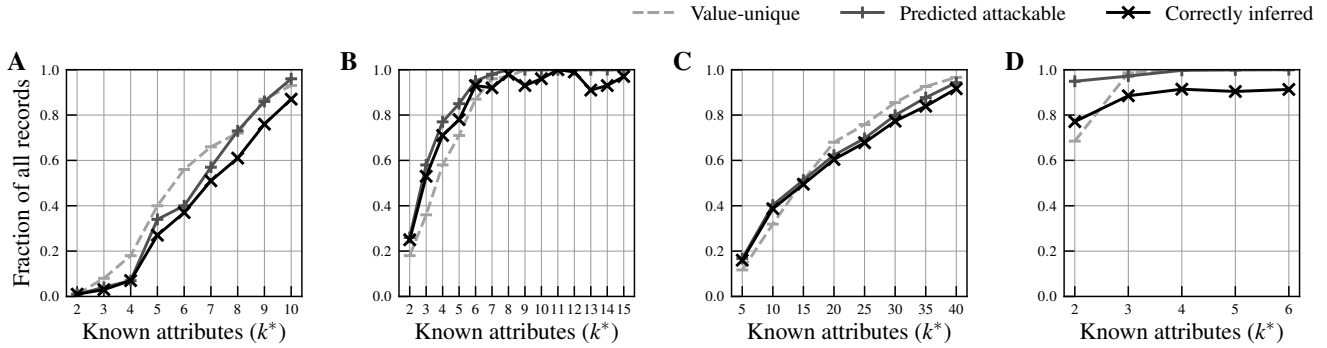 Value-unique Predicted attackable Correctly inferred
A B C D
Fraction of all records
1.0
0.8
0.6
0.4
0.2
0.0
2 3 4 5 6 7 8 9 10
Known attributes (k*)
1.0
0.8
0.6
0.4
0.2
0.0
2 3 4 5 6 7 8 9 10 11 12 13 14 15
Known attributes (k*)
1.0
0.8
0.6
0.4
0.2
0.0
5 10 15 20 25 30 35 40
Known attributes (k*)
1.0
0.8
0.6
0.4
0.2
0.0
2 3 4 5 6
Known attributes (k*)